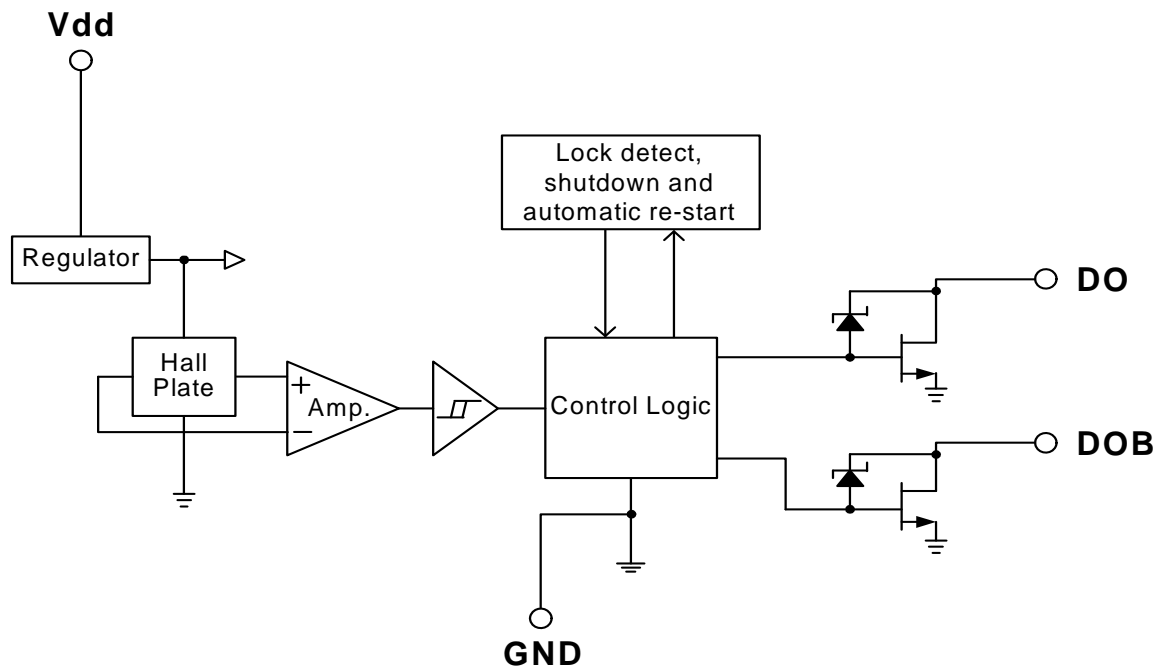 Vdd
Lock detect,
shutdown and
automatic re-start
Regulator
DO
Hall
Plate
+
Amp.
−
Control Logic
DOB
GND